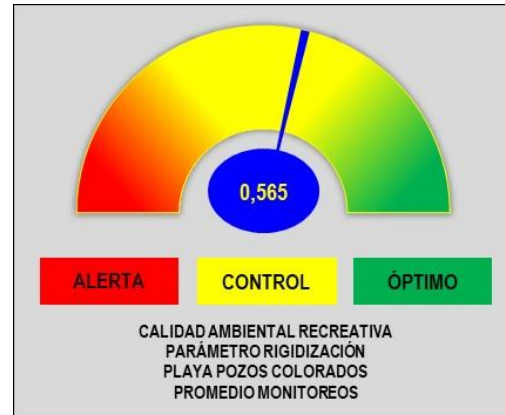 0,565
ALERTA
CONTROL
ÓPTIMO
CALIDAD AMBIENTAL RECREATIVA
PARÁMETRO RIGIDIZACIÓN
PLAYA POZOS COLORADOS
PROMEDIO MONITOREOS